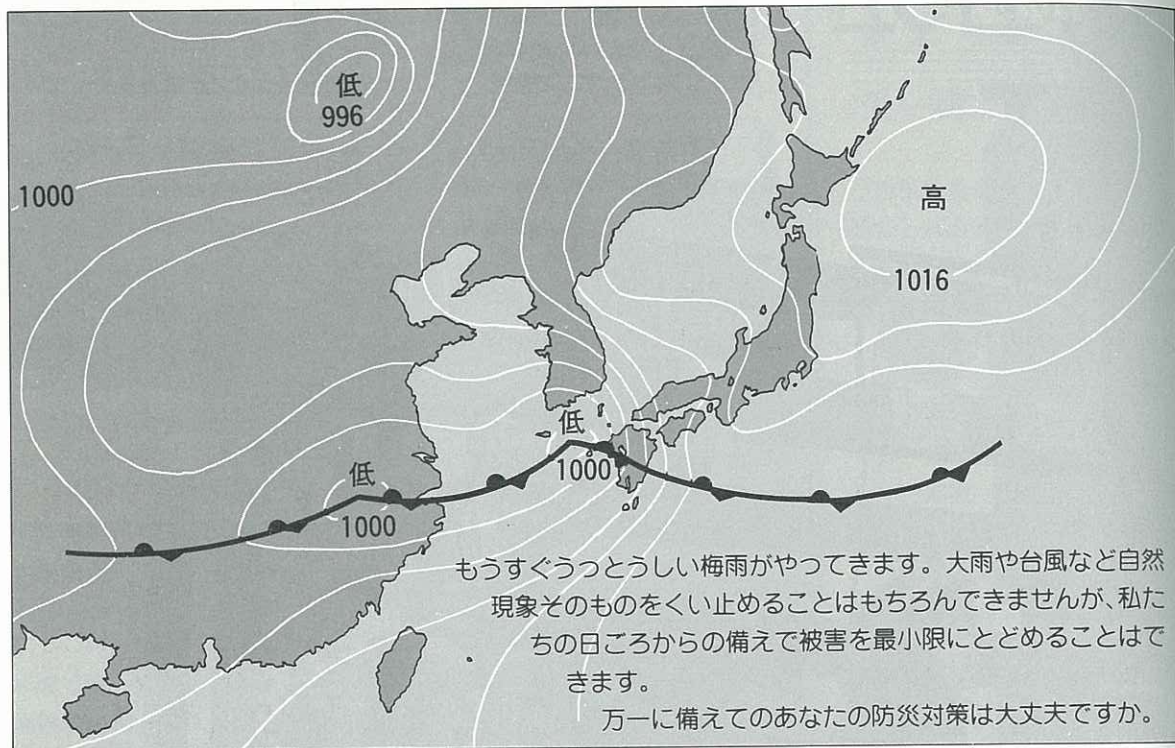 低
996
1000
高
1016
低
1000
低
1000
もうすぐうっとうしい梅雨がやってきます。大雨や台風など自然
現象そのものをくい止めることはもちろんできませんが、私た
ちの日ごろからの備えで被害を最小限にとどめることはで
きます。
万一に備えてのあなたの防災対策は大丈夫ですか。